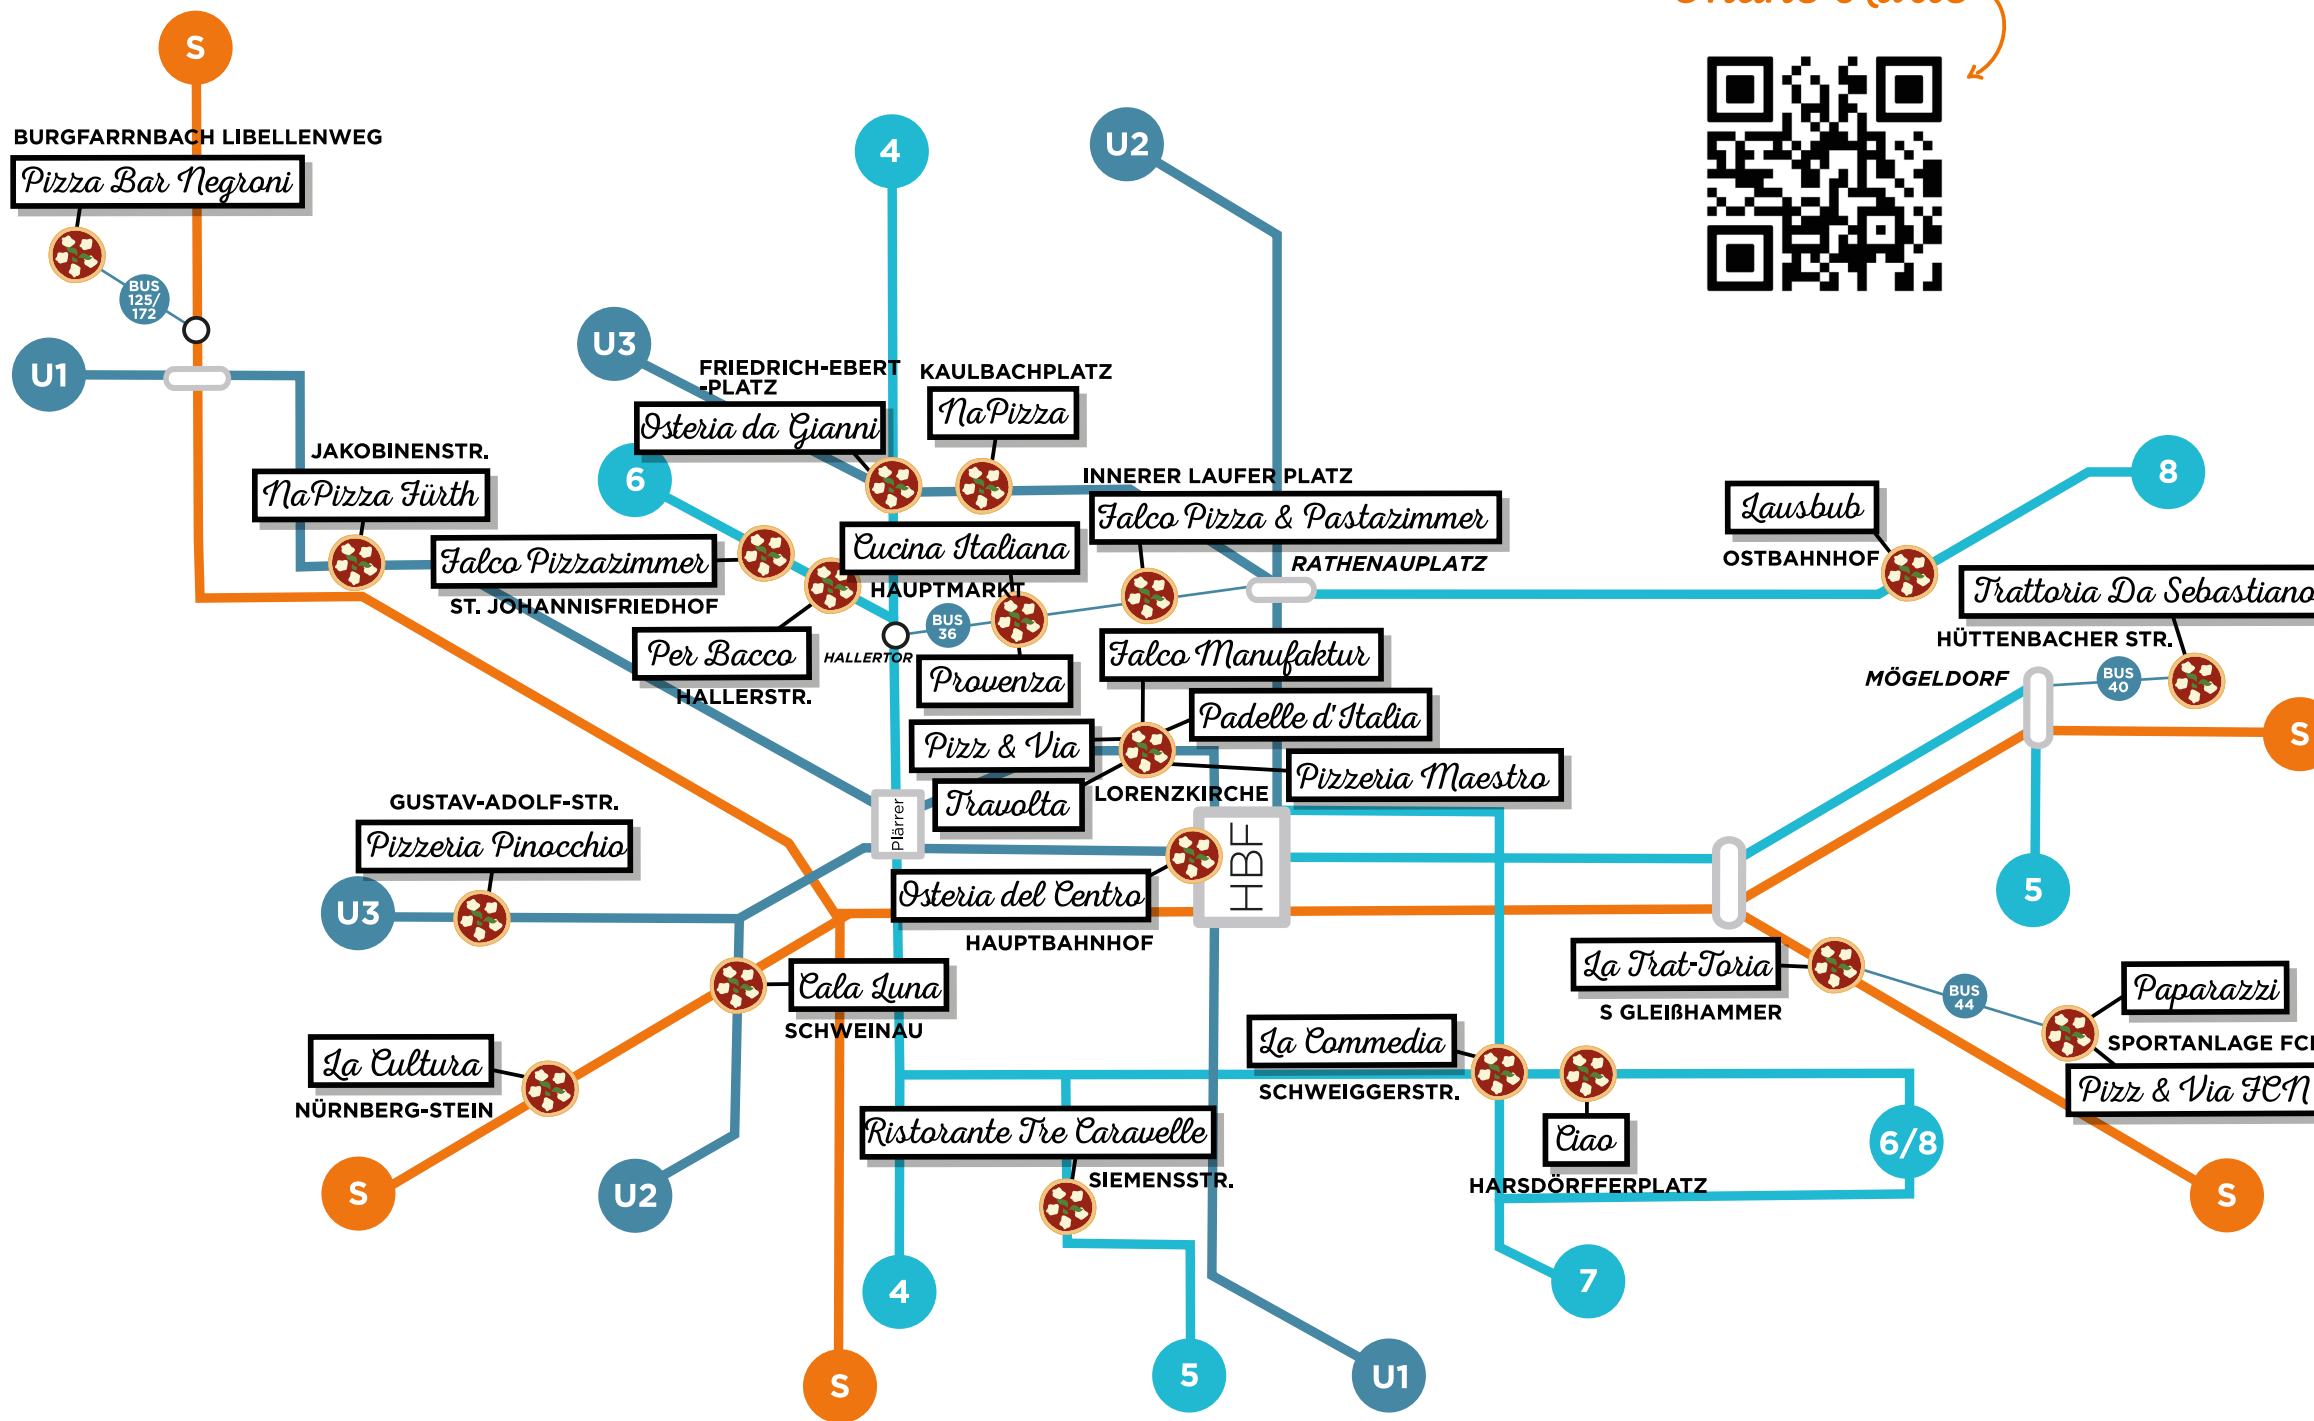 S
BURGFARRNBACH LIBELLENWEG
Pizza Bar Negroni
BUS
125/
172
U1
4
U2
U3
FRIEDRICH-EBERT
-PLATZ
Osteria da Gianni
KAULBACHPLATZ
NaPizza
JAKOBINENSTR.
NaPizza Fürth
6
INNERER LAUFER PLATZ
Falco Pizza & Pastazimmer
RATHENAUPLATZ
Falco Pizzazimmer
ST. JOHANNISFRIEDHOF
Cucina Italiana
HAUPTMARKT
BUS
36
Per Bacco
HALLERSTR.
HALLERTOR
Provenza
8
Lausbub
OSTBAHNHOF
Trattoria Da Sebastiano
HÜTTENBACHER STR.
MÖGELDORF
BUS
40
S
5
Falco Manufaktur
Padelle d'Italia
Pizz & Via
Pizzeria Maestro
Travolta
LORENZKIRCHE
Plärrer
HBF
GUSTAV-ADOLF-STR.
Pizzeria Pinocchio
U3
Osteria del Centro
HAUPTBAHNHOF
Cala Luna
SCHWEINAU
La Cultura
NÜRNBERG-STEIN
S
U2
La Trat-Toria
S GLEIßHAMMER
BUS
44
Paparazzi
Pizz & Via FCN
SPORTANLAGE
La Commedia
SCHWEIGGERSTR.
Ciao
HARSDÖRFFERPLATZ
6/8
S
Ristorante Tre Caravelle
SIEMENSSTR.
4
7
S
5
U1